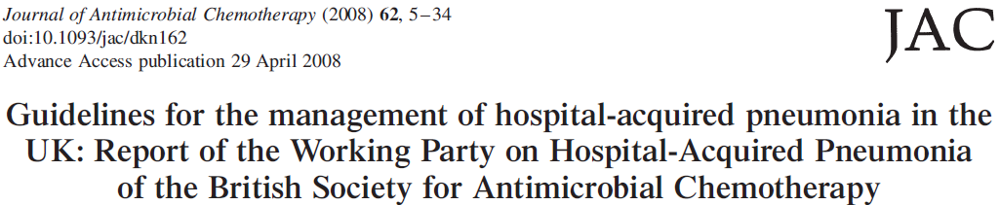 Journal of Antimicrobial Chemotherapy (2008) 62, 5–34
doi:10.1093/jac/dkn162
Advance Access publication 29 April 2008
JAC
Guidelines for the management of hospital-acquired pneumonia in the
UK: Report of the Working Party on Hospital-Acquired Pneumonia
of the British Society for Antimicrobial Chemotherapy